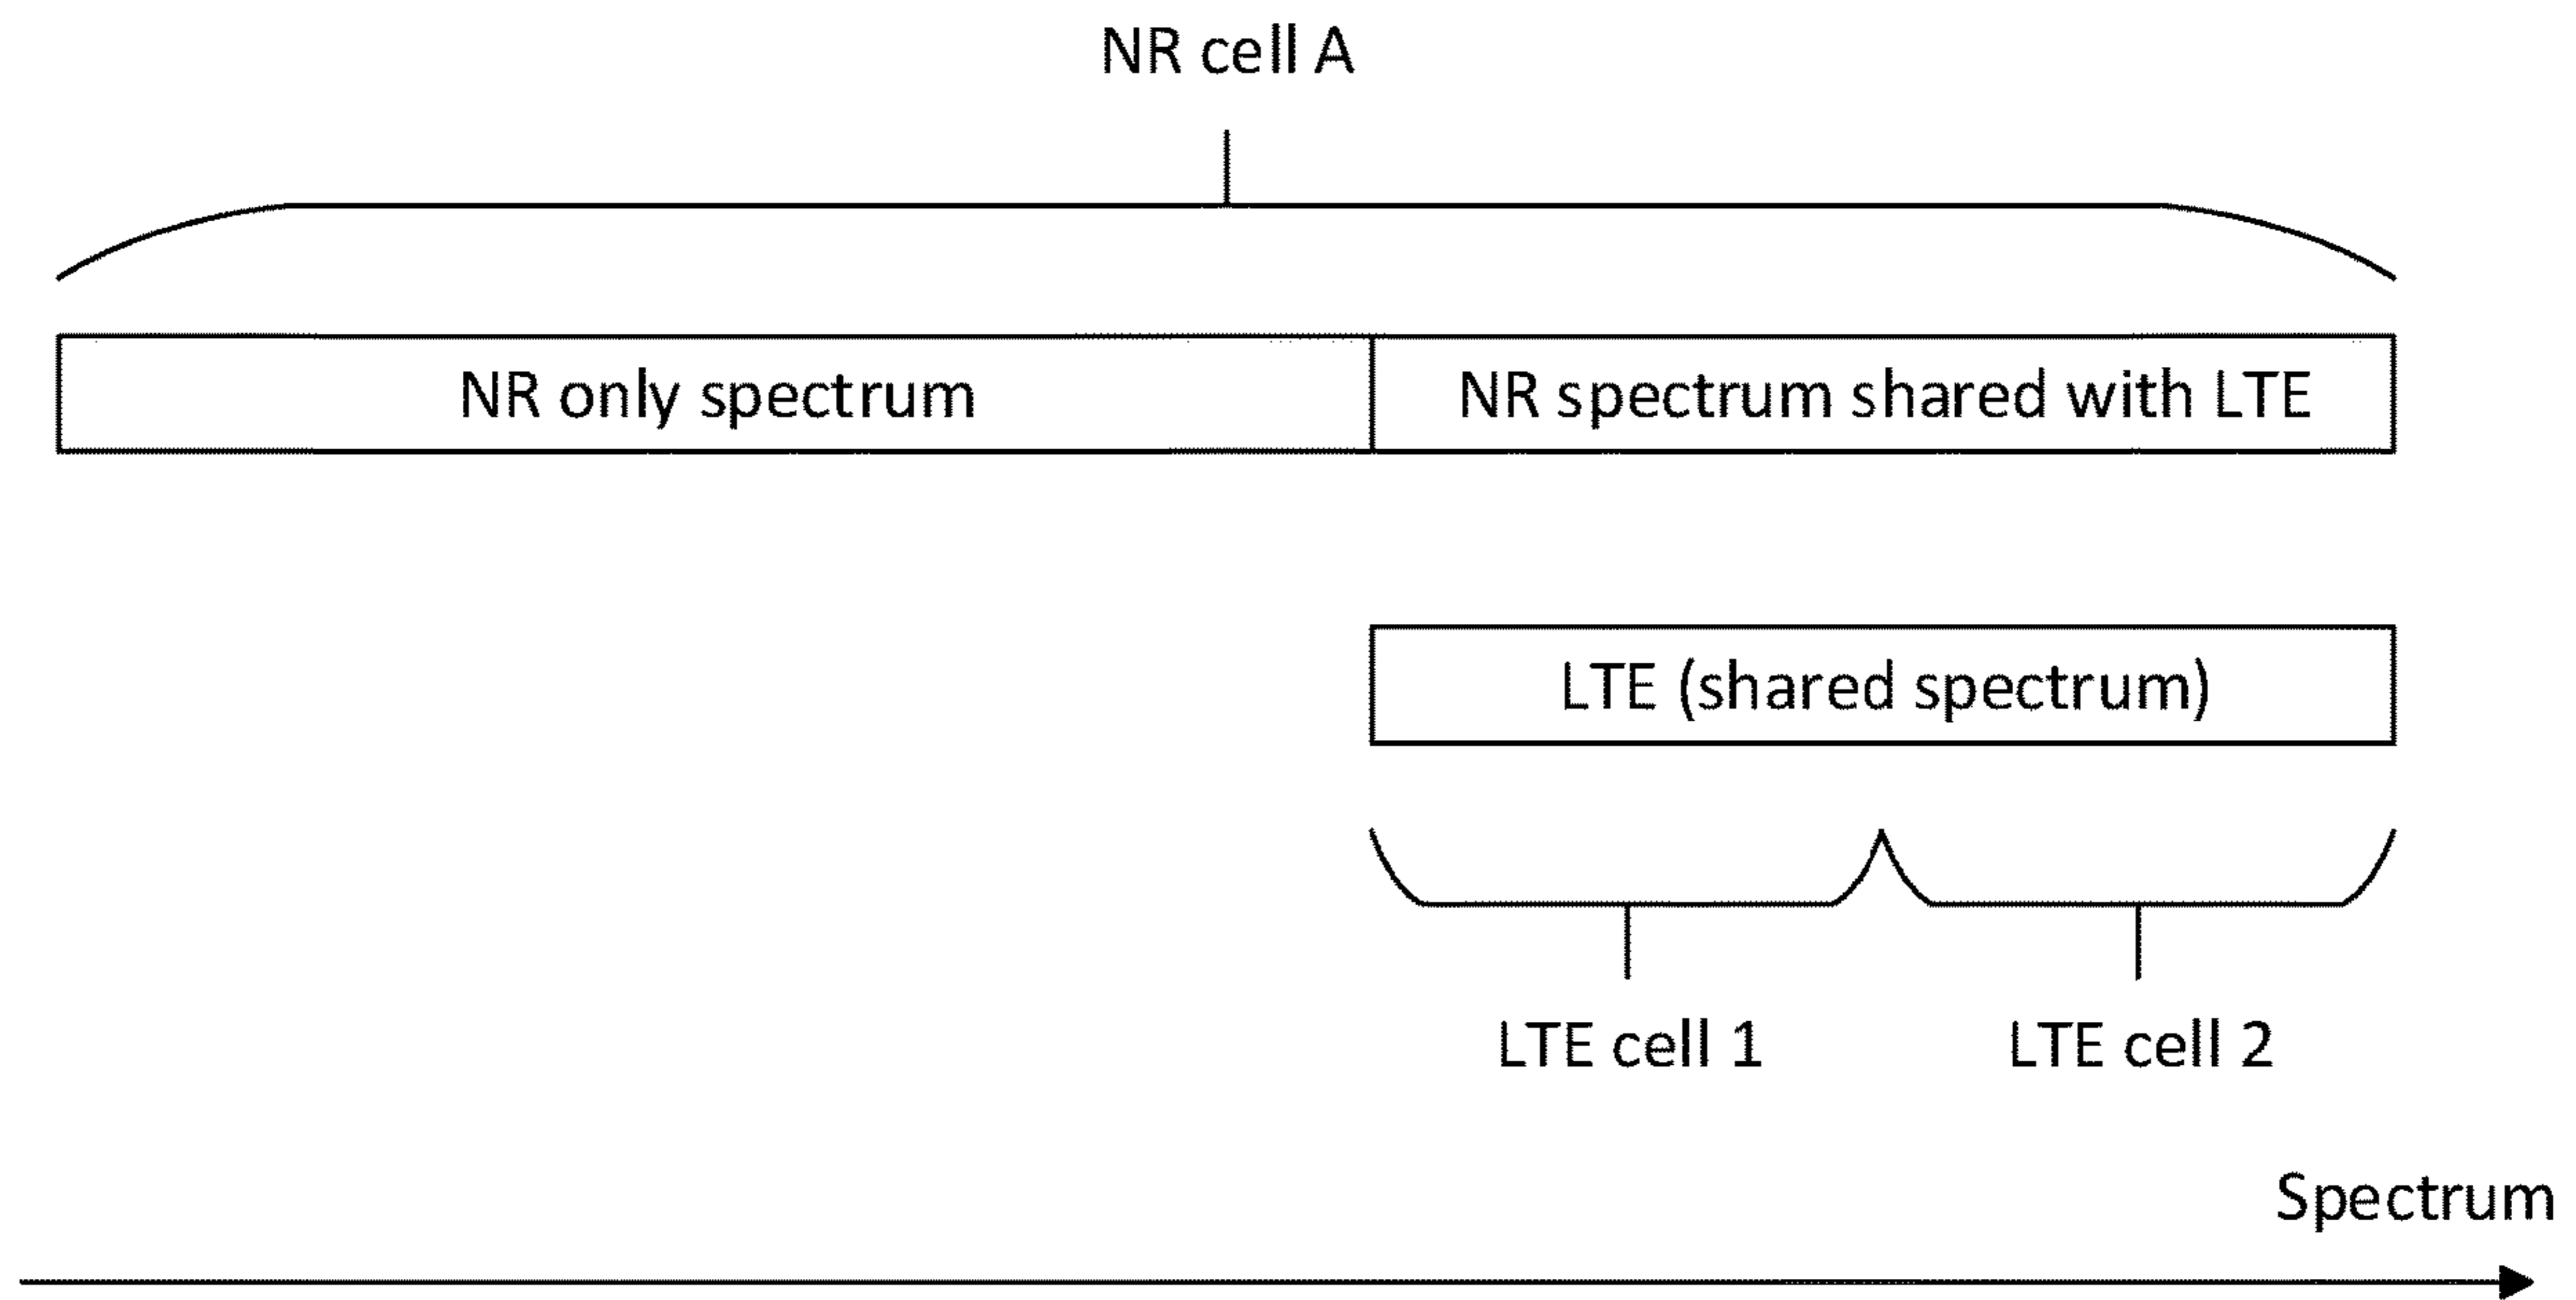 NR cell A
NR only spectrum
NR spectrum shared with LTE
LTE (shared spectrum)
LTE cell 1
LTE cell 2
Spectrum